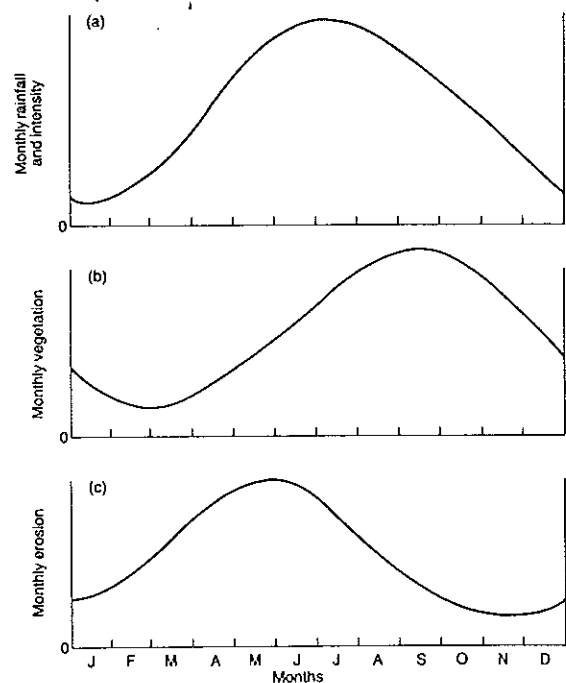 (a)
Monthly rainfall
and intensity
0
(b)
Monthly vegetation
0
(c)
Monthly erosion
0
J F M A M J J A S O N D
Months